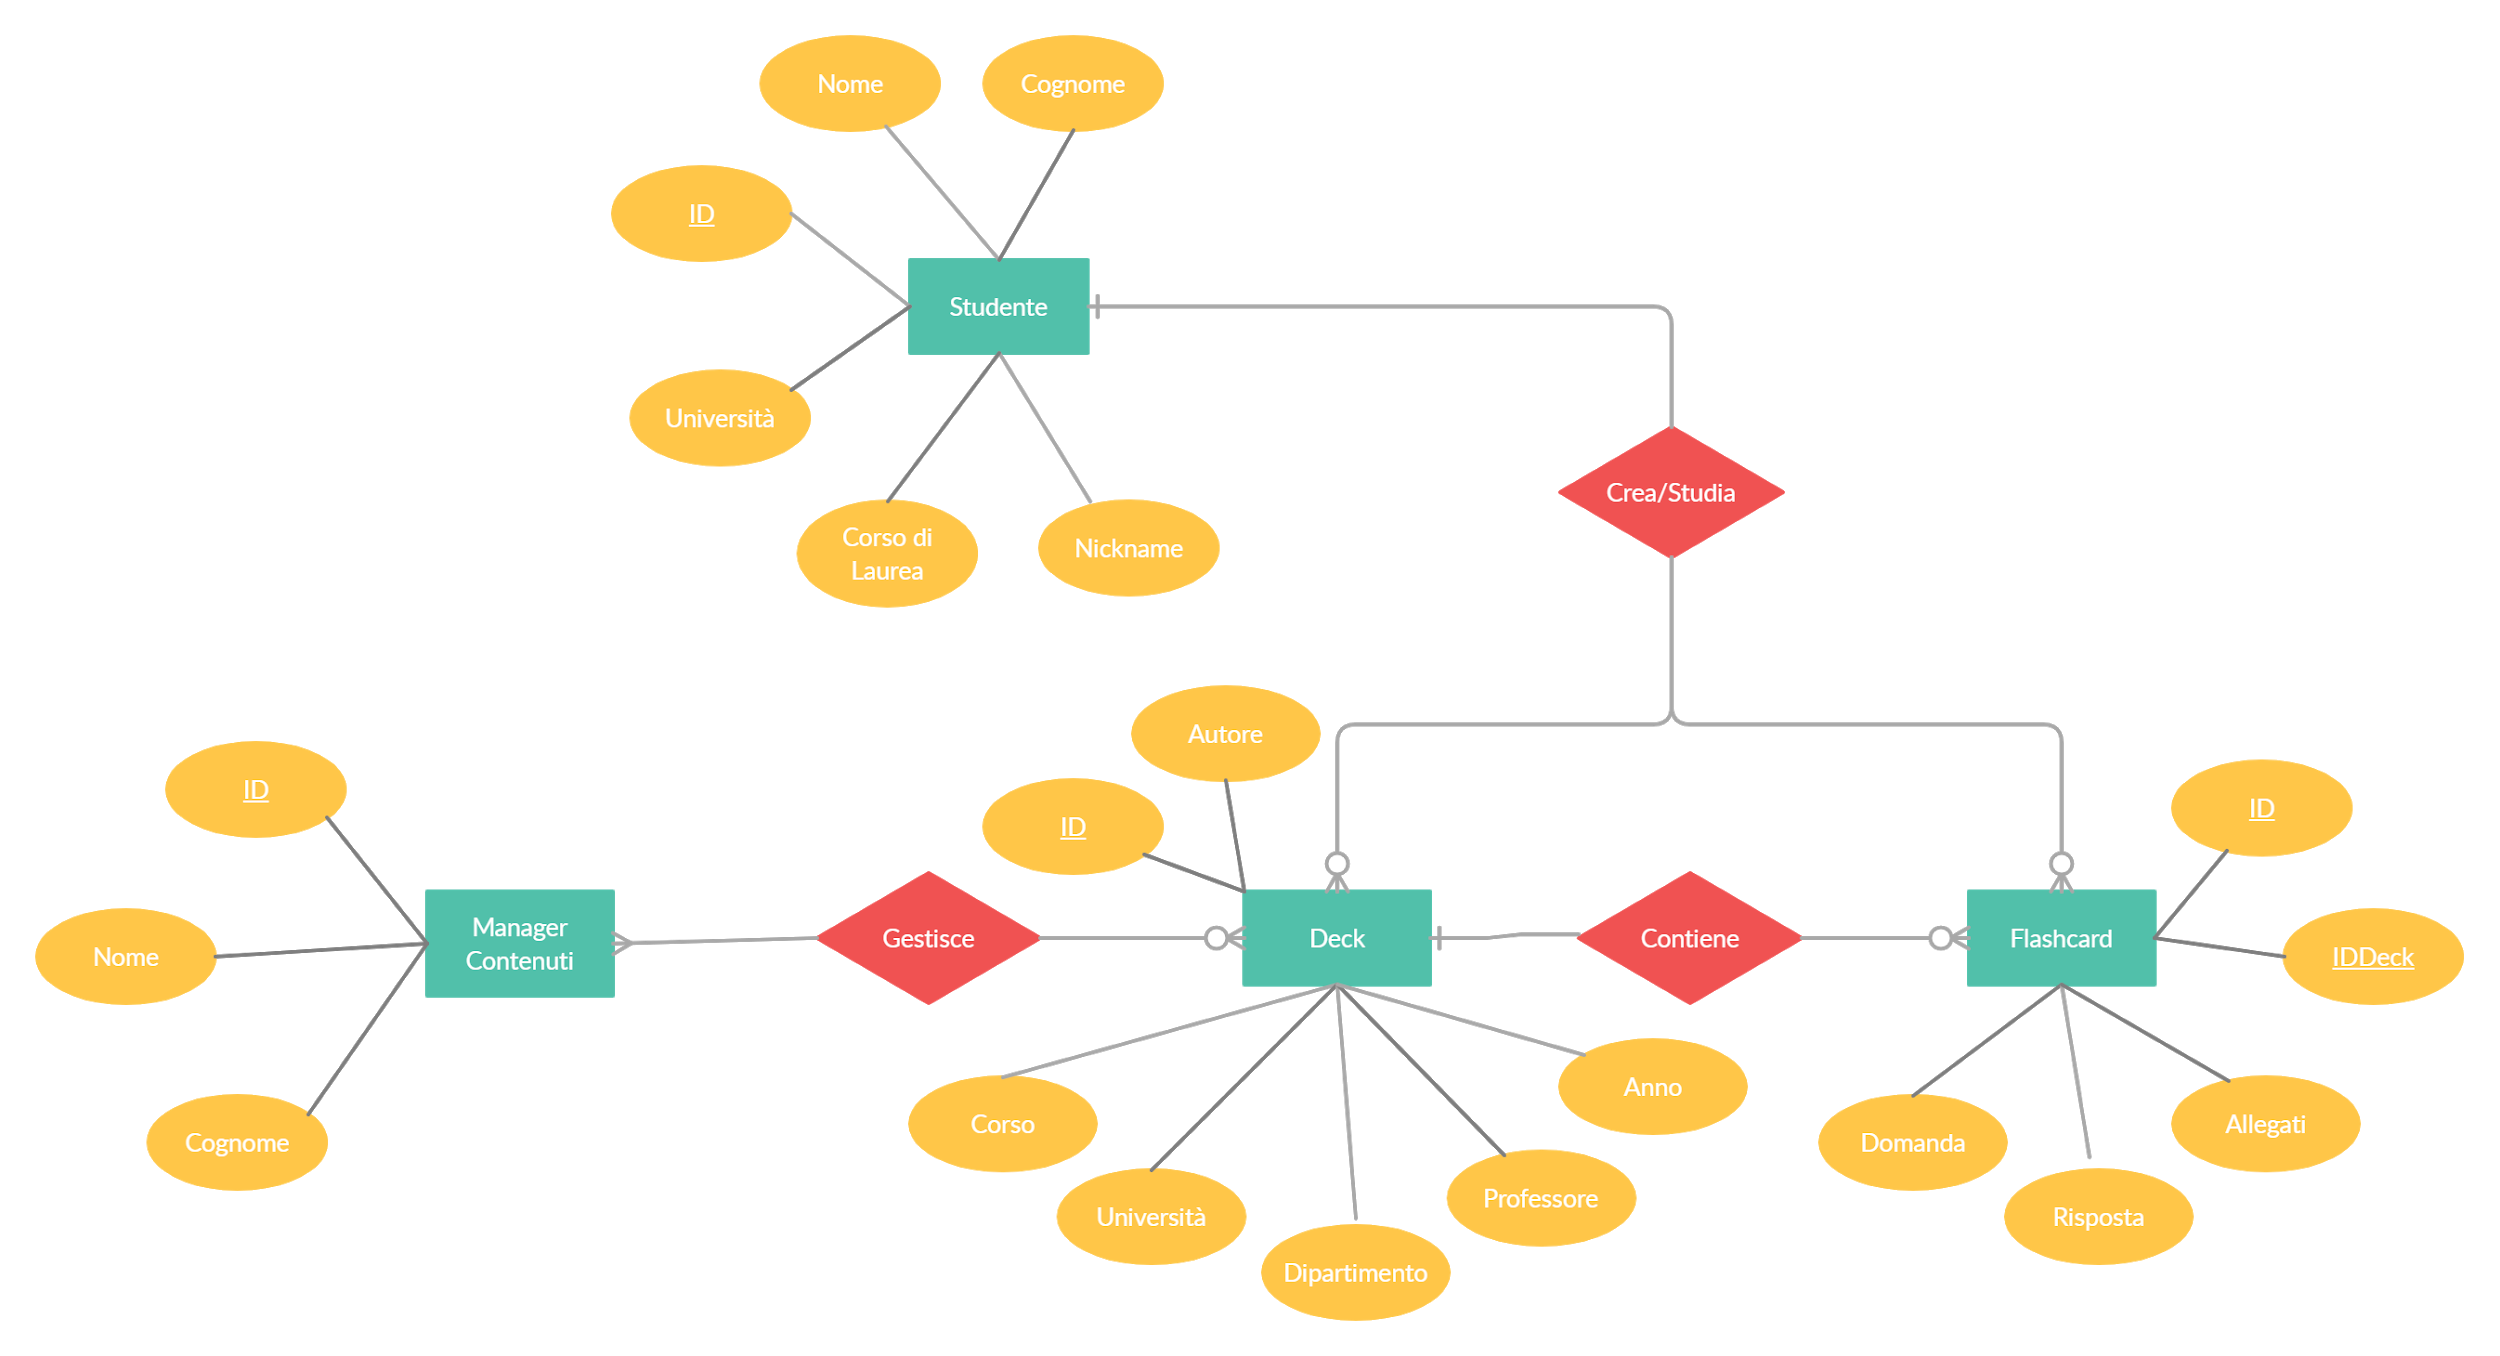 Nome
Cognome
ID
Studente
Università
Crea/Studia
Corso di
Laurea
Nickname
Autore
ID
ID
ID
Manager
Contenuti
Gestisce
Deck
Contiene
Flashcard
Nome
IDDeck
Cognome
Corso
Anno
Domanda
Allegati
Università
Professore
Risposta
Dipartimento